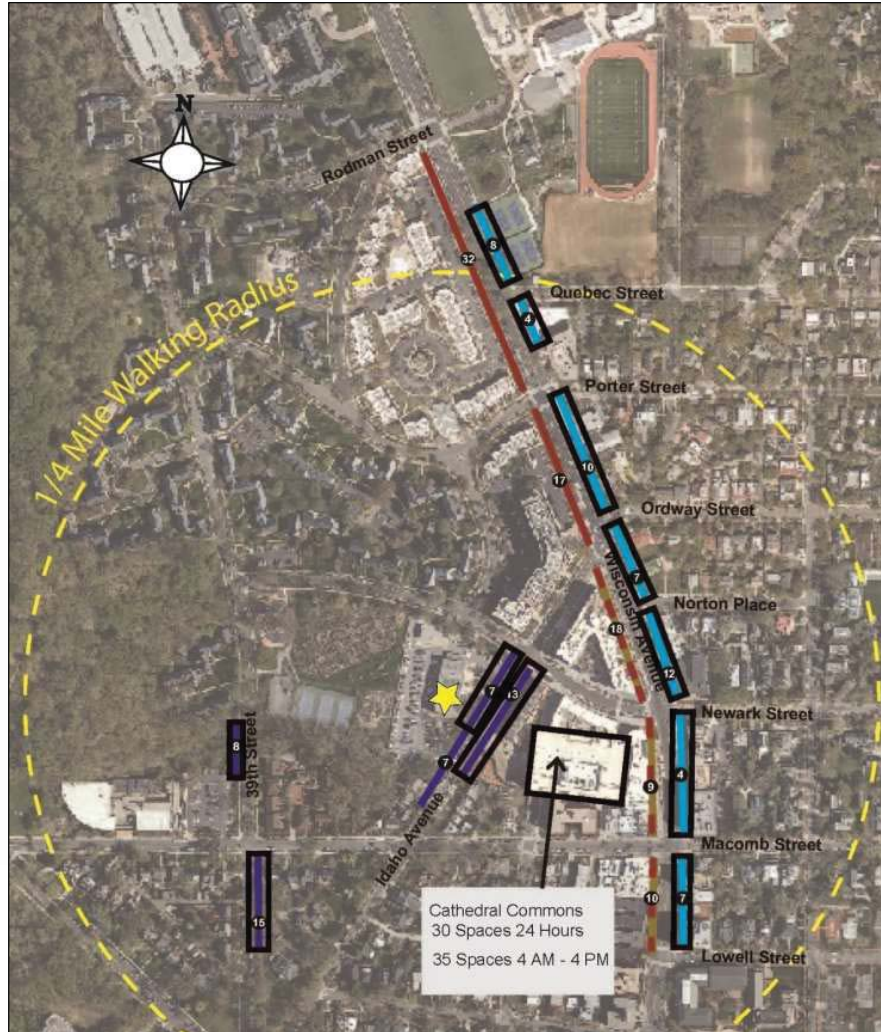 N
Rodman Street
8
32
Quebec Street
4
1/4 Mile Walking Radius
Porter Street
10
17
Ordway Street
7
Wisconsin Avenue
Norton Place
18
12
7
13
Newark Street
8
39th Street
7
9
4
Idaho Avenue
Macomb Street
15
10
7
Cathedral Commons
30 Spaces 24 Hours
35 Spaces 4 AM - 4 PM
Lowell Street